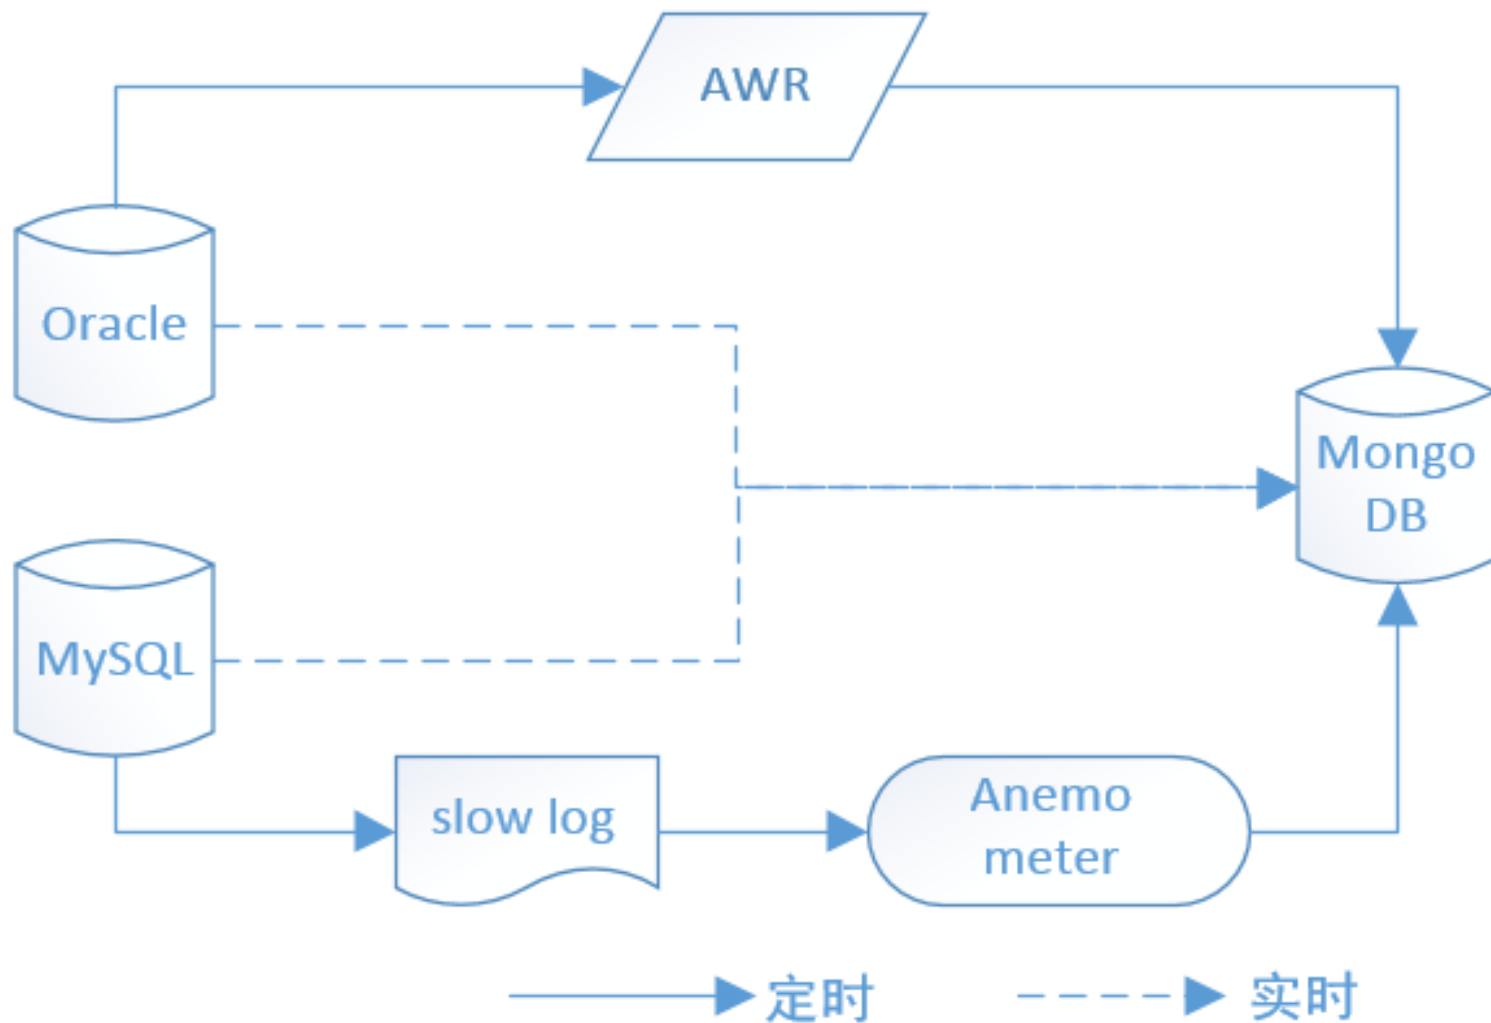 AWR
Oracle
Mongo
DB
MySQL
slow log
Anemo
meter
定时
实时